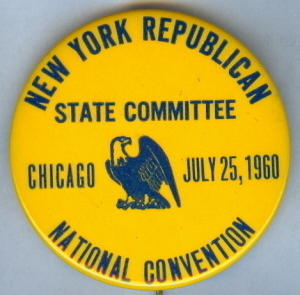 NEW YORK REPUBLICAN
STATE COMMITTEE
CHICAGO JULY 25, 1960
NATIONAL CONVENTION